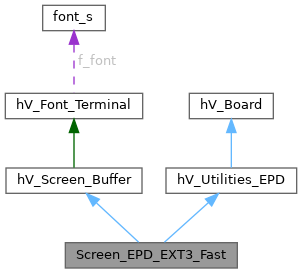 font_s
f_font
hV_Font_Terminal
hV_Board
hV_Screen_Buffer
hV_Utilities_EPD
Screen_EPD_EXT3_Fast